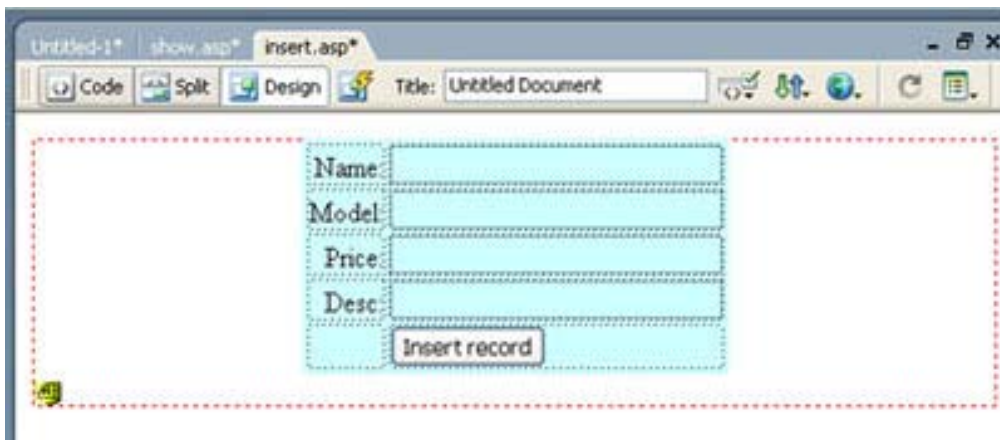 Untitled-1* show.asp* insert.asp*
Code Split Design Title: Untitled Document
Name:
Model:
Price:
Desc:
Insert record